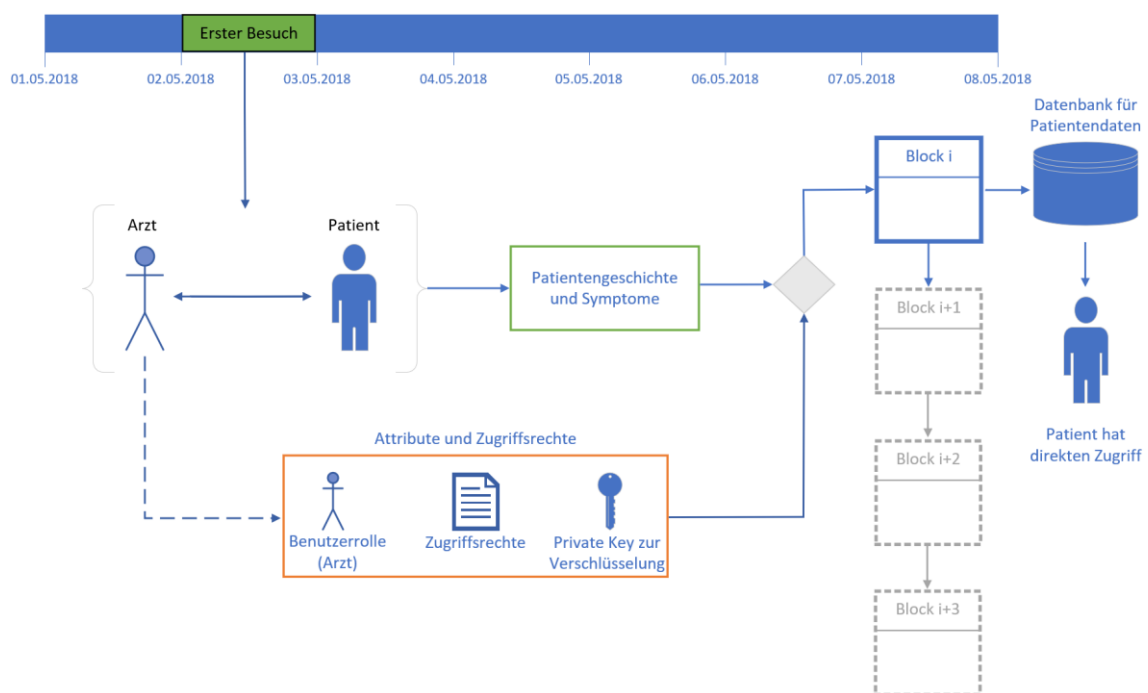 Erster Besuch
01.05.2018
02.05.2018
03.05.2018
04.05.2018
05.05.2018
06.05.2018
07.05.2018
08.05.2018
Datenbank für
Patientendaten
Block i
Arzt
Patient
Patientengeschichte
und Symptome
Block i+1
Patient hat
direkten Zugriff
Attribute und Zugriffsrechte
Block i+2
Benutzerrolle
(Arzt)
Zugriffsrechte
Private Key zur
Verschlüsselung
Block i+3